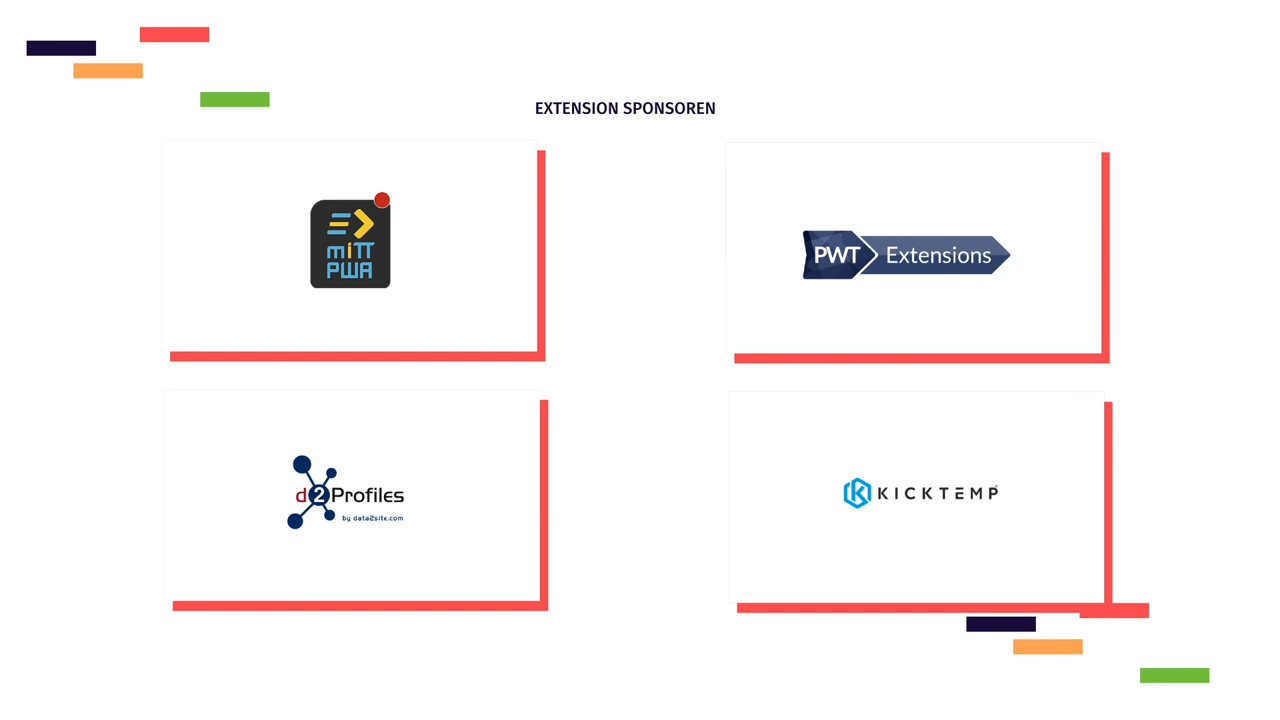 EXTENSION SPONSOREN
miTT
PWA
PWT Extensions
d2Profiles
by data2site.com
KICKTEMP